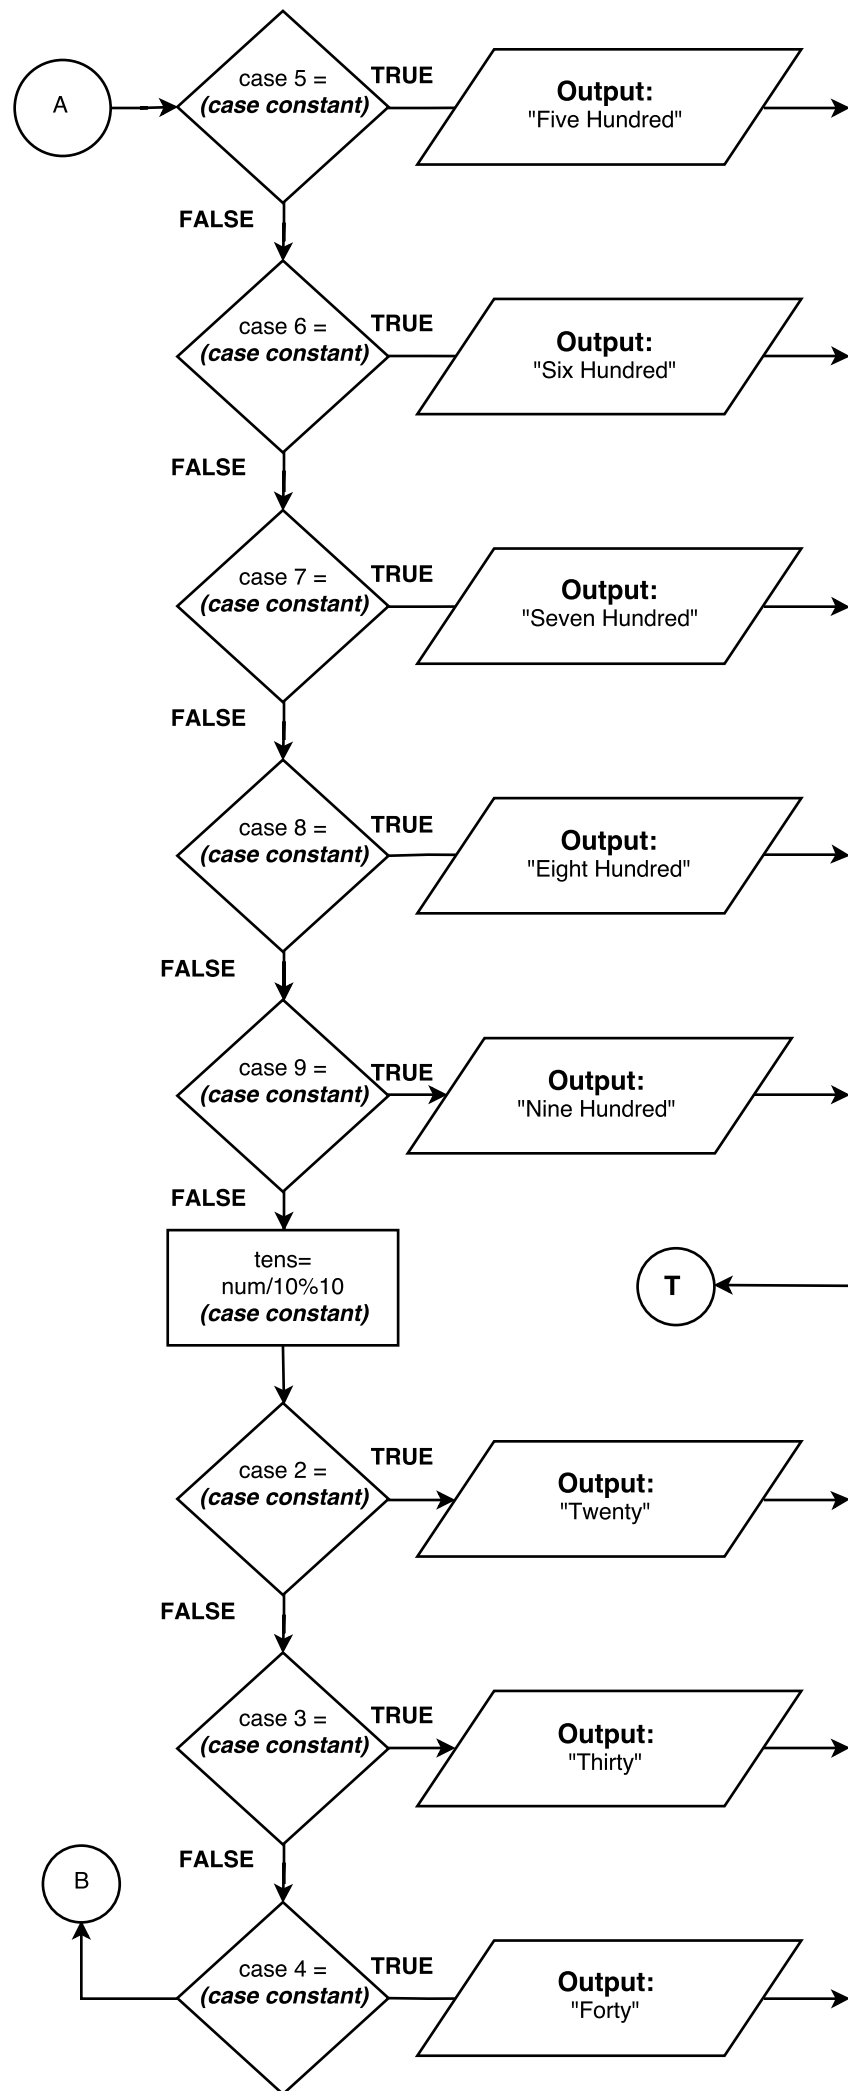 A
case 5 =
(case constant)
TRUE
Output:
"Five Hundred"
FALSE
case 6 =
(case constant)
TRUE
Output:
"Six Hundred"
FALSE
case 7 =
(case constant)
TRUE
Output:
"Seven Hundred"
FALSE
case 8 =
(case constant)
TRUE
Output:
"Eight Hundred"
FALSE
case 9 =
(case constant)
TRUE
Output:
"Nine Hundred"
FALSE
tens=
num/10%10
(case constant)
T
case 2 =
(case constant)
TRUE
Output:
"Twenty"
FALSE
case 3 =
(case constant)
TRUE
Output:
"Thirty"
FALSE
B
case 4 =
(case constant)
TRUE
Output:
"Forty"